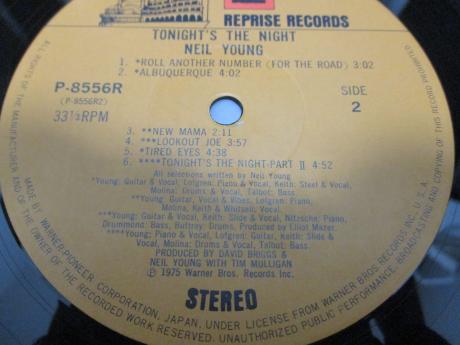 REPRISE RECORDS
TONIGHT'S THE NIGHT
NEIL YOUNG
1. *ROLL ANOTHER NUMBER (FOR THE ROAD) 3:02
2. *ALBUQUERQUE 4:02
P-8556R
(P-8556R2)
33⅓RPM
SIDE
2
3. **NEW MAMA 2:11
4. ***LOOKOUT JOE 3:57
5. *TIRED EYES 4:38
6. ****TONIGHT'S THE NIGHT-PART II 4:52
All selections written by Neil Young
*Young: Guitar & Vocal, Lofgren: Piano & Vocal, Keith: Steel & Vocal,
Molina: Drums & Vocal, Talbot: Bass
**Young: Guitar, Vocal & Vibes, Lofgren: Piano,
Molina, Keith & Whitsell, Vocal,
***Young: Guitar & Vocal, Keith: Slide & Vocal, Nitzsche: Piano,
Drummond: Bass, Buttrey: Drums, Produced by Elliot Mazer
****Young: Piano & Vocal, Lofgren: Guitar, Keith: Slide &
Vocal, Molina: Drums & Vocal, Talbot: Bass.
PRODUCED BY DAVID BRIGGS &
NEIL YOUNG WITH TIM MULLIGAN
Ⓟ1975 Warner Bros. Records Inc.
STEREO
MADE BY WARNER-PIONEER CORPORATION, JAPAN, UNDER LICENSE FROM WARNER BROS RECORDS INC. U.S.A.
ALL RIGHTS OF THE MANUFACTURER AND OF THE OWNER OF THE RECORDED WORK RESERVED. UNAUTHORIZED PUBLIC PERFORMANCE, BROADCASTING AND COPYING OF THIS RECORD PROHIBITED